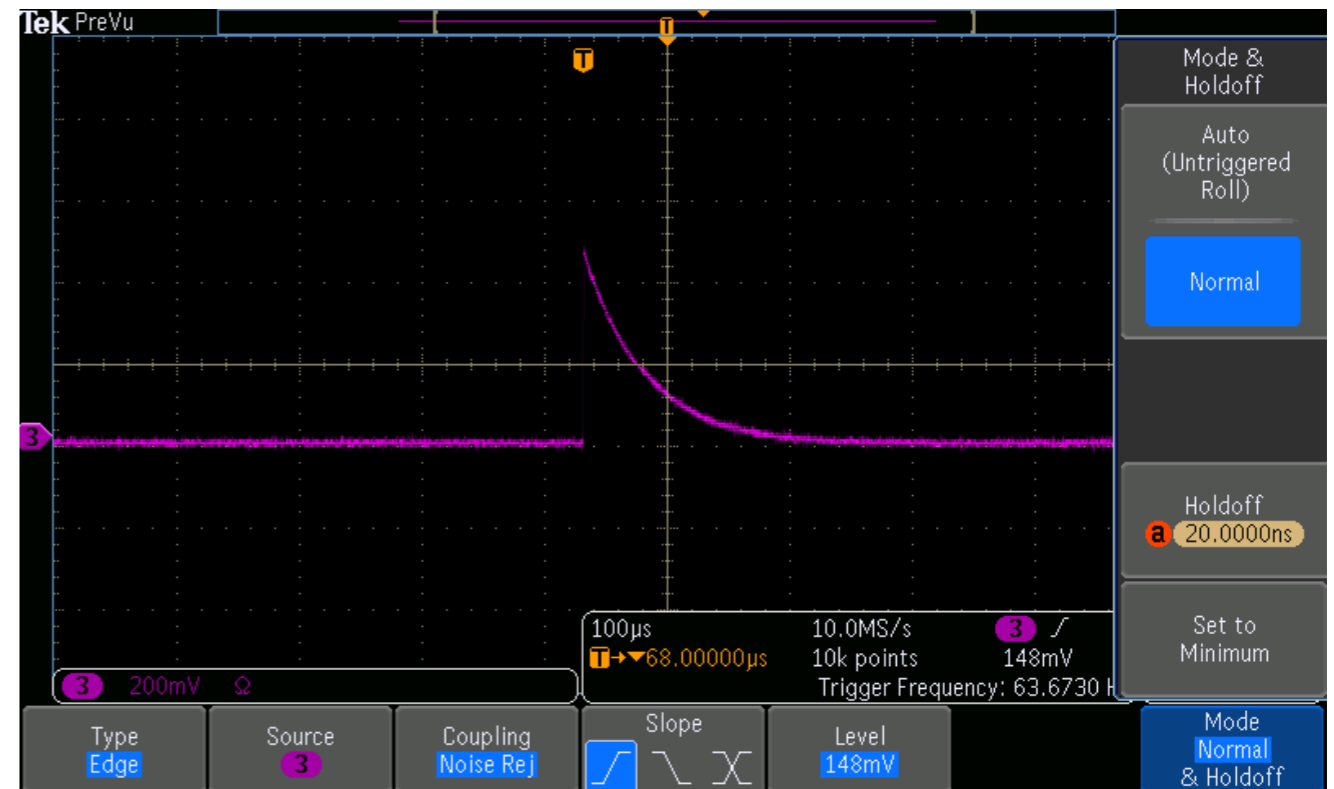 Tek PreVu
T
T
Mode &
Holdoff
Auto
(Untriggered
Roll)
Normal
3
Holdoff
a 20.0000ns
Set to
Minimum
100µs 10.0MS/s 3
T→▼68.00000µs 10k points 148mV
Trigger Frequency: 63.6730 H
3 200mV Ω
Type
Edge
Source
3
Coupling
Noise Rej
Slope
Level
148mV
Mode
Normal
& Holdoff